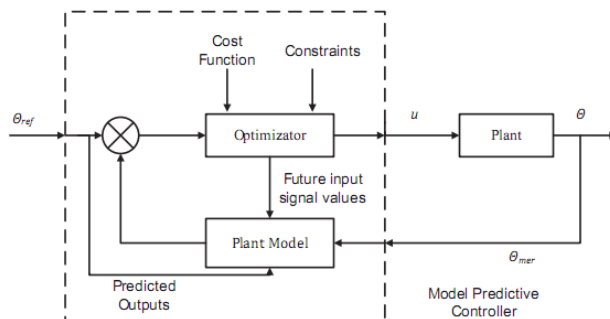 Cost
Function
Constraints
Θref
Optimizator
u
Plant
Θ
Future input
signal values
Plant Model
Θmer
Predicted
Outputs
Model Predictive
Controller